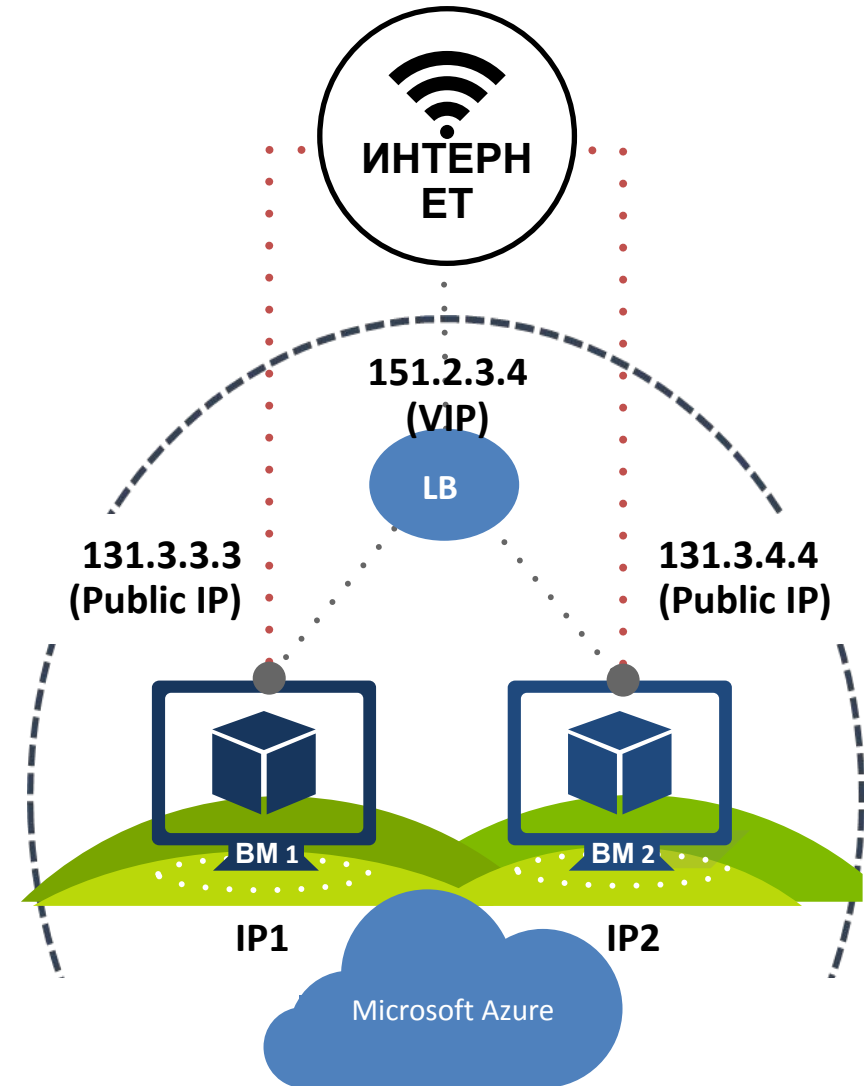 ИНТЕРН
ЕТ
151.2.3.4
(VIP)
LB
131.3.3.3
(Public IP)
131.3.4.4
(Public IP)
ВМ 1
ВМ 2
IP1
IP2
Microsoft Azure